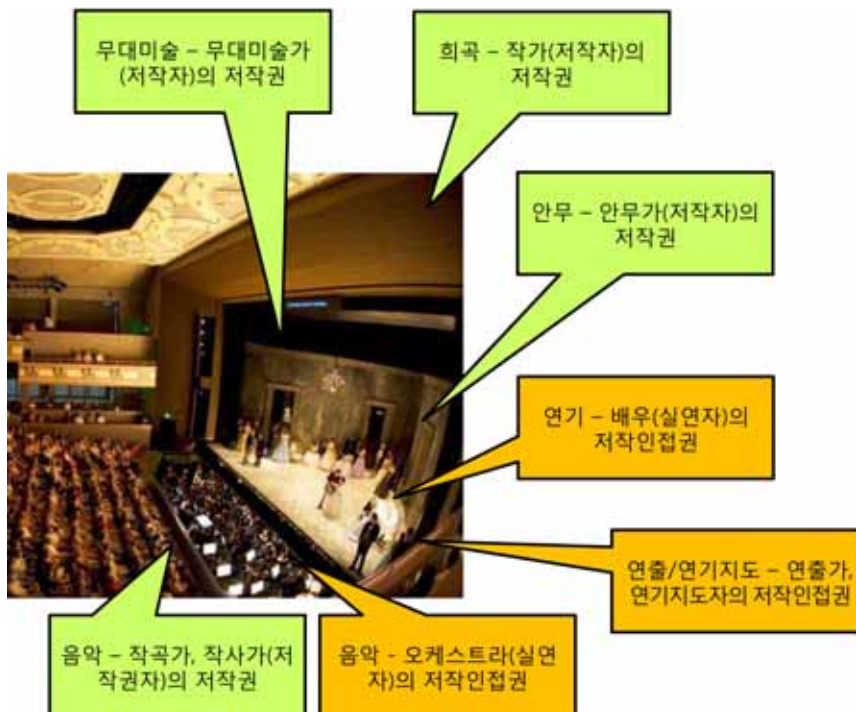 무대미술 – 무대미술가
(저작자)의 저작권
희곡 – 작가(저작자)의
저작권
안무 – 안무가(저작자)의
저작권
연기 – 배우(실연자)의
저작인접권
연출/연기지도 – 연출가,
연기지도자의 저작인접권
음악 – 작곡가, 작사가(저
작권자)의 저작권
음악 - 오케스트라(실연
자)의 저작인접권